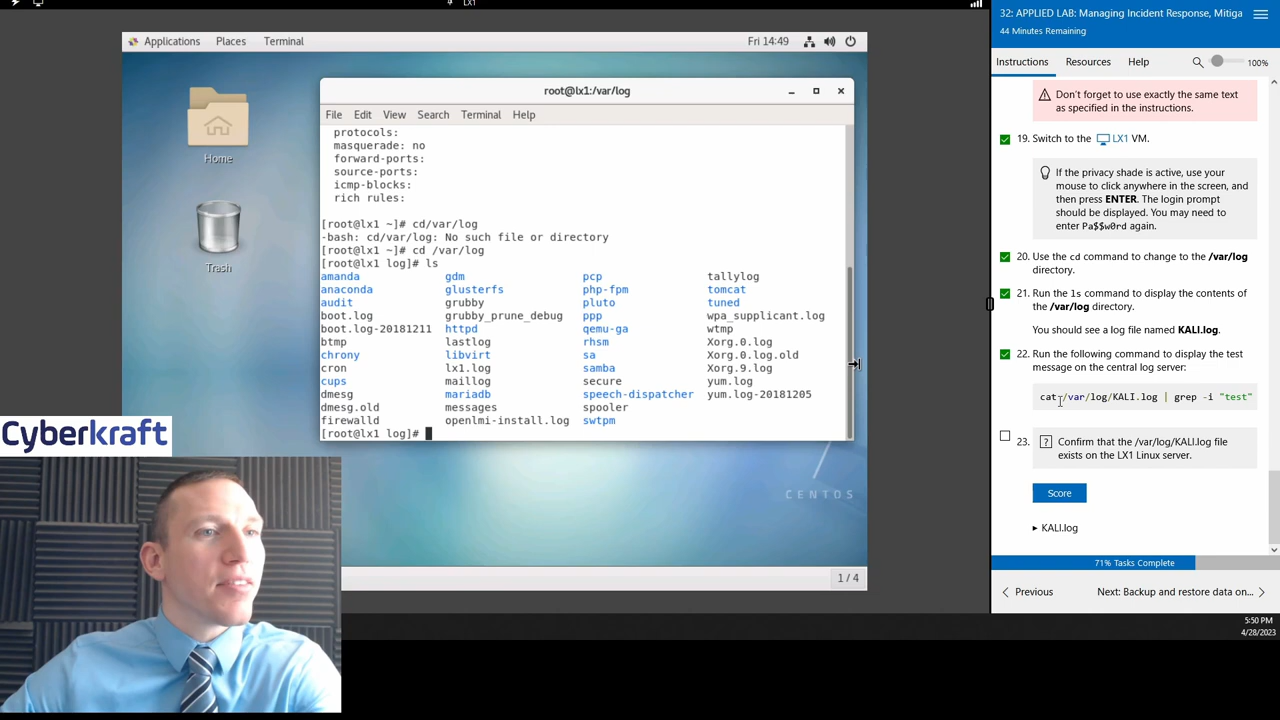 LX1
Applications Places Terminal
Fri 14:49
Home
Trash
root@lx1:/var/log
File Edit View Search Terminal Help
protocols:
masquerade: no
forward-ports:
source-ports:
icmp-blocks:
rich rules:
[root@lx1 ~]# cd/var/log
-bash: cd/var/log: No such file or directory
[root@lx1 ~]# cd /var/log
[root@lx1 log]# ls
amanda gdm pcp tallylog
anaconda glusterfs php-fpm tomcat
audit grubby pluto tuned
boot.log grubby_prune_debug ppp wpa_supplicant.log
boot.log-20181211 httpd qemu-ga wtmp
btmp lastlog rhsm Xorg.0.log
chrony libvirt sa Xorg.0.log.old
cron lx1.log samba Xorg.9.log
cups maillog secure yum.log
dmesg mariadb speech-dispatcher yum.log-20181205
dmesg.old messages spooler
firewalld openlmi-install.log swtpm
[root@lx1 log]#
CENTOS
1 / 4
Cyberkraft
32: APPLIED LAB: Managing Incident Response, Mitiga
44 Minutes Remaining
Instructions Resources Help
100%
Don't forget to use exactly the same text
as specified in the instructions.
19. Switch to the LX1 VM.
If the privacy shade is active, use your
mouse to click anywhere in the screen, and
then press ENTER. The login prompt
should be displayed. You may need to
enter Pa$$w0rd again.
20. Use the cd command to change to the /var/log
directory.
21. Run the ls command to display the contents of
the /var/log directory.
You should see a log file named KALI.log.
22. Run the following command to display the test
message on the central log server:
cat /var/log/KALI.log | grep -i "test"
23. ? Confirm that the /var/log/KALI.log file
exists on the LX1 Linux server.
Score
KALI.log
71% Tasks Complete
Previous
Next: Backup and restore data on...
5:50 PM
4/28/2023